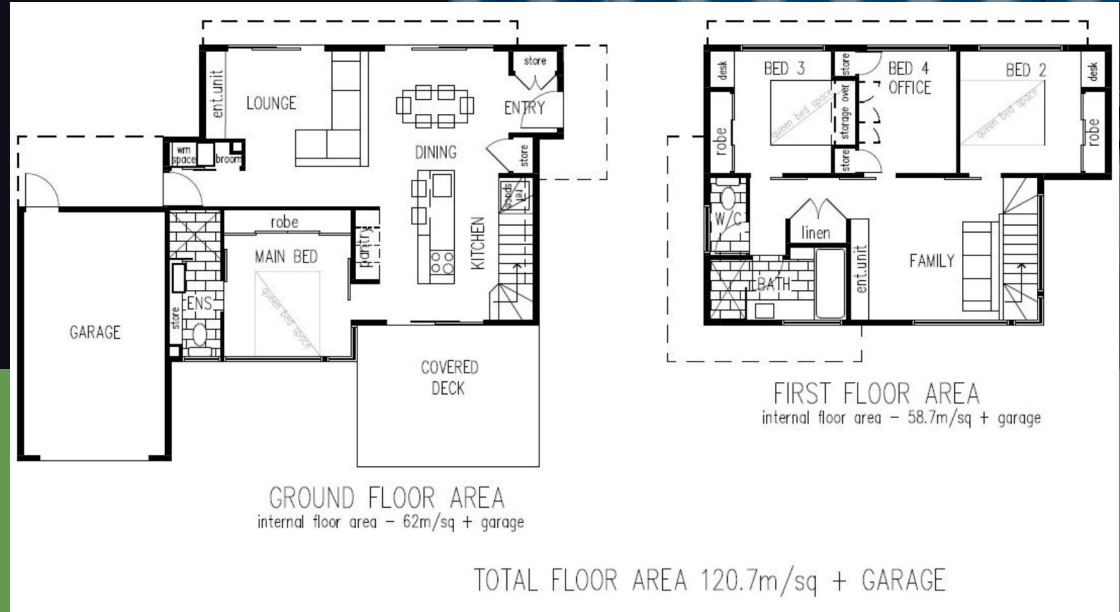 store
ent.unit
LOUNGE
ENTRY
DINING
store
wm
space
broom
robe
pantry
MAIN BED
queen bed space
KITCHEN
ENS
store
GARAGE
COVERED
DECK
GROUND FLOOR AREA
internal floor area - 62m/sq + garage
desk
BED 3
store
BED 4
OFFICE
BED 2
desk
queen bed space
storage over
queen bed space
robe
robe
store
W/C
linen
BATH
ent.unit
FAMILY
FIRST FLOOR AREA
internal floor area - 58.7m/sq + garage
TOTAL FLOOR AREA 120.7m/sq + GARAGE